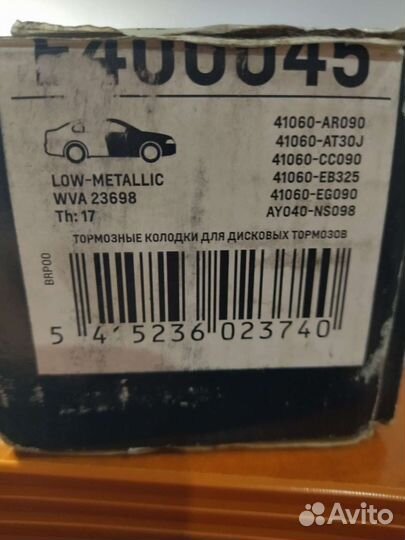 41060-AR090
41060-AT30J
41060-CC090
41060-EB325
41060-EG090
AY040-NS098
LOW-METALLIC
WVA 23698
Th: 17
ТОРМОЗНЫЕ КОЛОДКИ ДЛЯ ДИСКОВЫХ ТОРМОЗОВ
BRP00
5 415236 023740
Avito